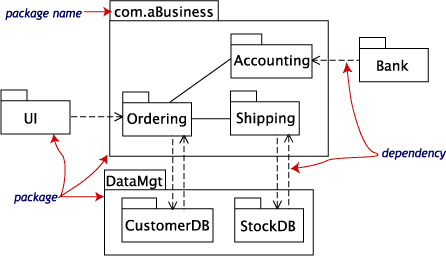 package name
com.aBusiness
Accounting
Bank
UI
Ordering
Shipping
dependency
package
DataMgt
CustomerDB
StockDB